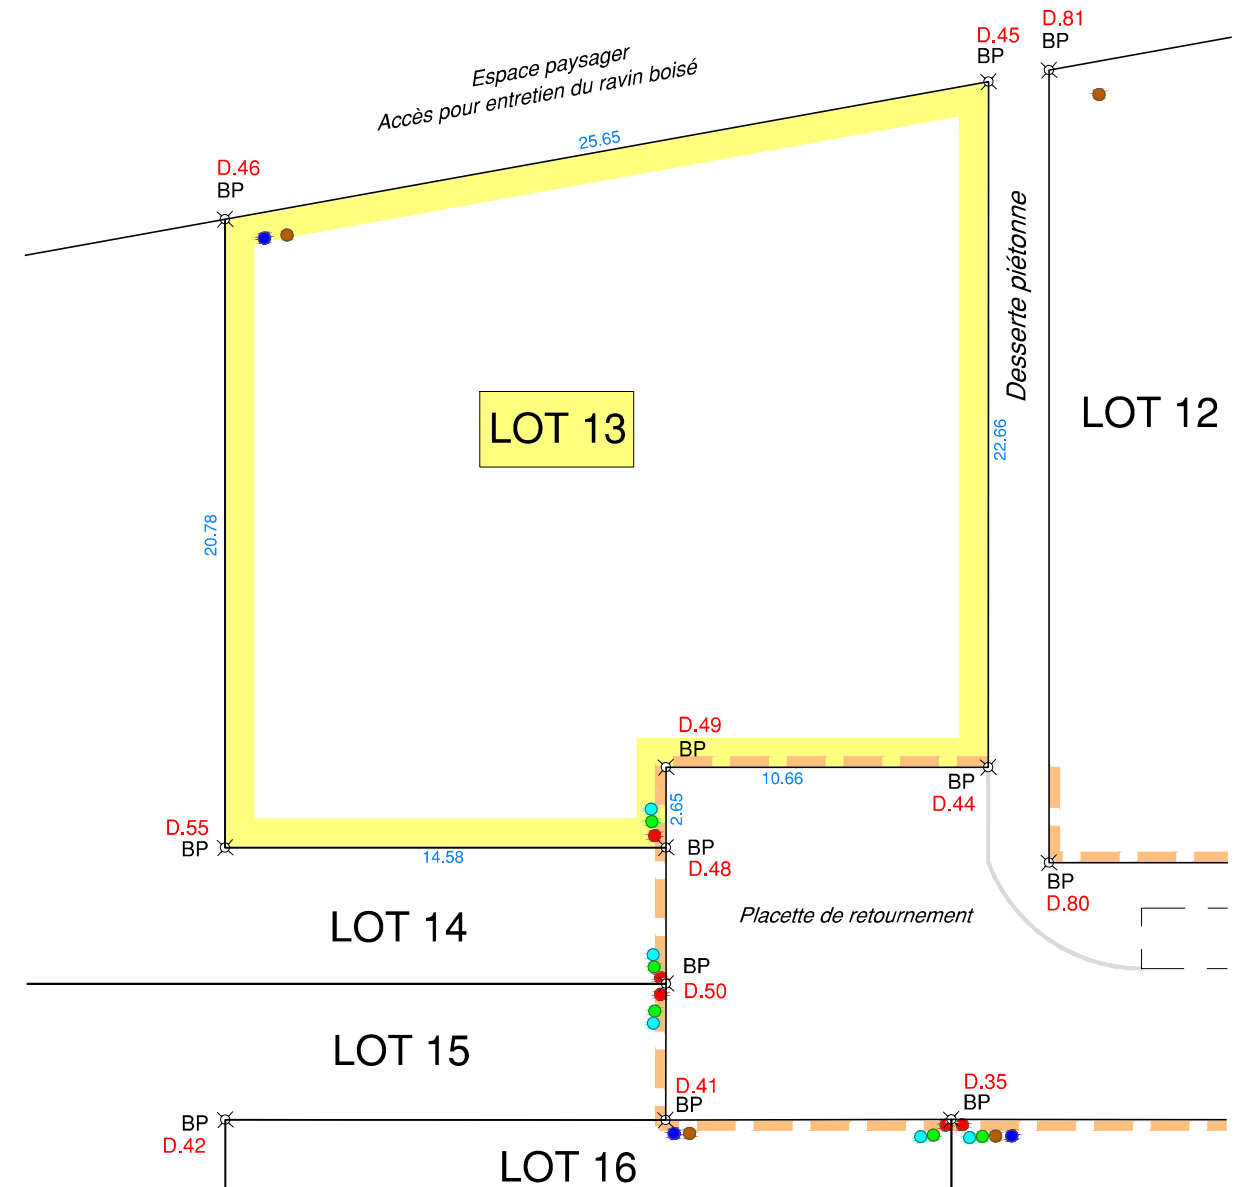 D.81
D.45
BP
BP
Espace paysager
Accès pour entretien du ravin boisé
25.65
D.46
BP
Desserte piétonne
LOT 12
LOT 13
22.66
20.78
D.49
BP
10.66
BP
D.44
2.65
D.55
BP
14.58
BP
D.48
BP
D.80
Placette de retournement
LOT 14
BP
D.50
LOT 15
D.41
BP
D.35
BP
BP
D.42
LOT 16